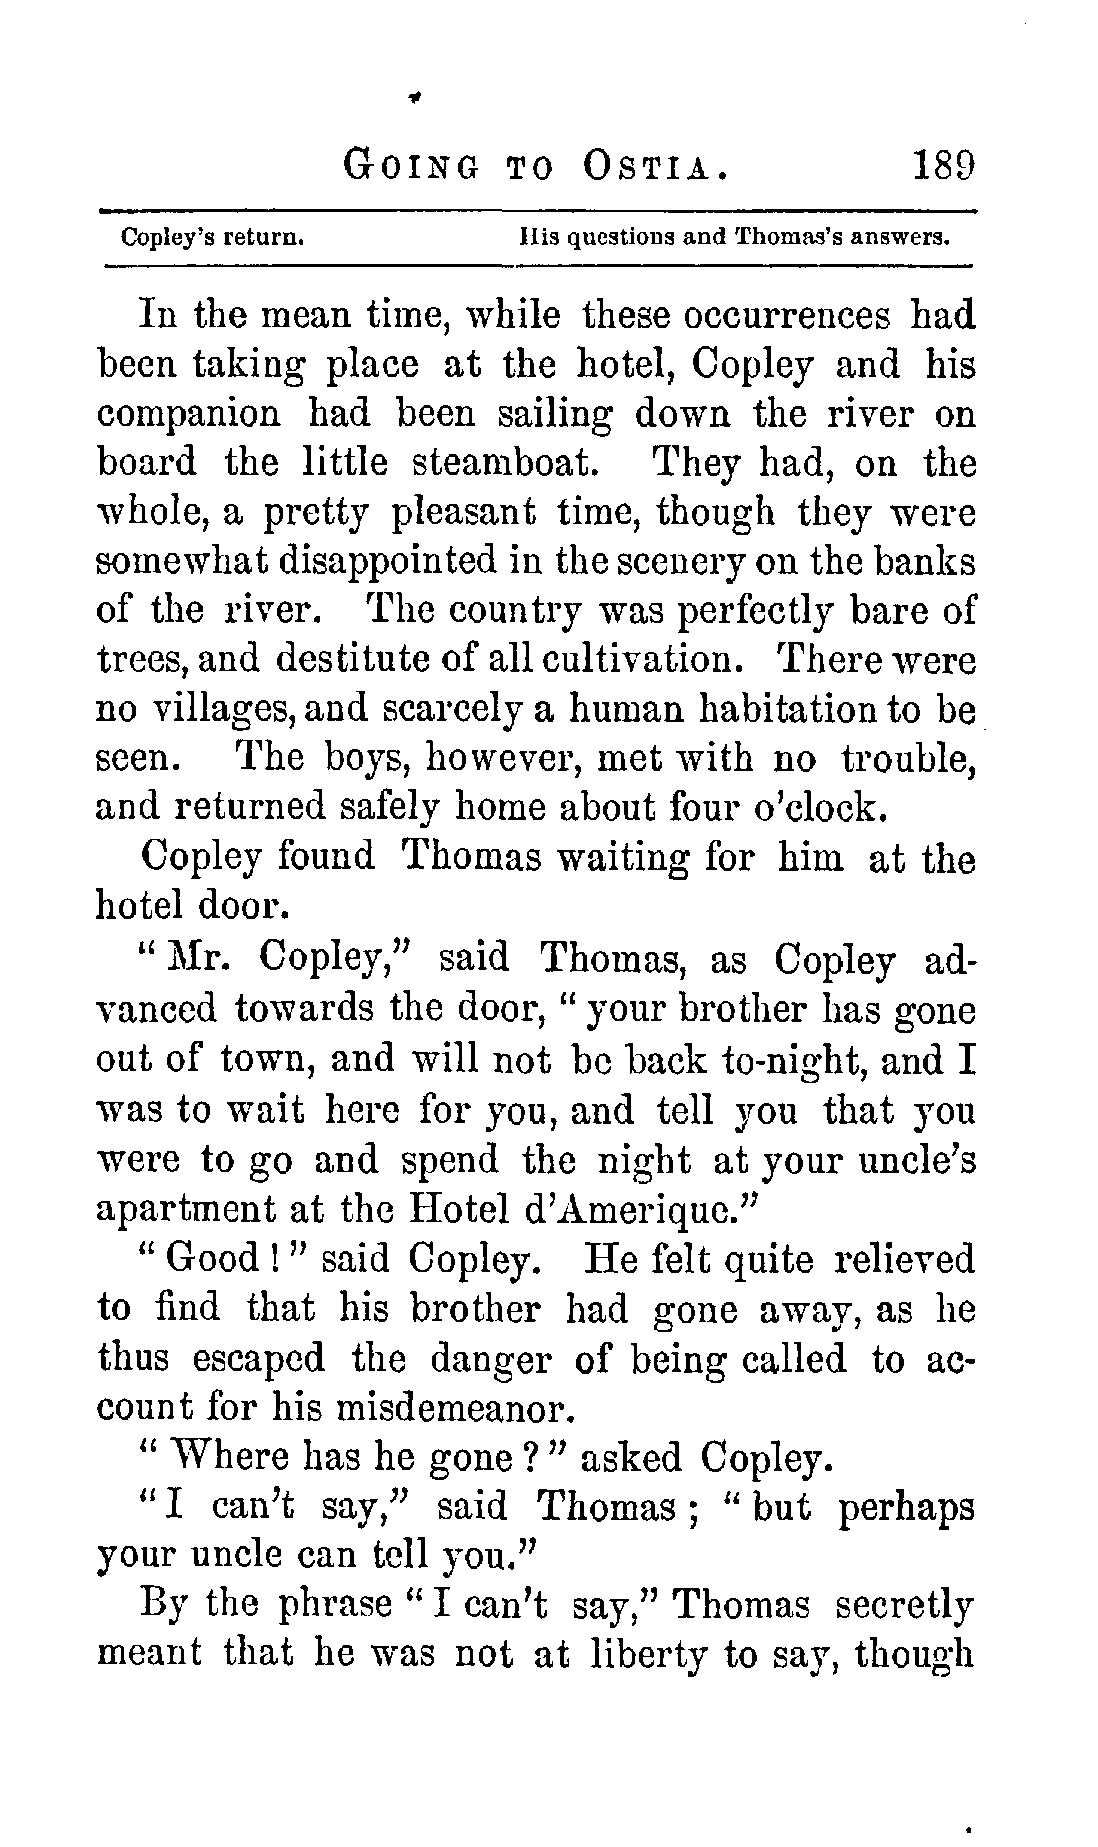 GOING TO OSTIA. 189
Copley's return. His questions and Thomas's answers.
In the mean time, while these occurrences had
been taking place at the hotel, Copley and his
companion had been sailing down the river on
board the little steamboat. They had, on the
whole, a pretty pleasant time, though they were
somewhat disappointed in the scenery on the banks
of the river. The country was perfectly bare of
trees, and destitute of all cultivation. There were
no villages, and scarcely a human habitation to be
seen. The boys, however, met with no trouble,
and returned safely home about four o'clock.
Copley found Thomas waiting for him at the
hotel door.
“ Mr. Copley,” said Thomas, as Copley ad-
vanced towards the door, “ your brother has gone
out of town, and will not be back to-night, and I
was to wait here for you, and tell you that you
were to go and spend the night at your uncle's
apartment at the Hotel d'Amerique.”
“ Good ! ” said Copley. He felt quite relieved
to find that his brother had gone away, as he
thus escaped the danger of being called to ac-
count for his misdemeanor.
“ Where has he gone ? ” asked Copley.
“ I can't say,” said Thomas ; “ but perhaps
your uncle can tell you.”
By the phrase “ I can't say,” Thomas secretly
meant that he was not at liberty to say, though